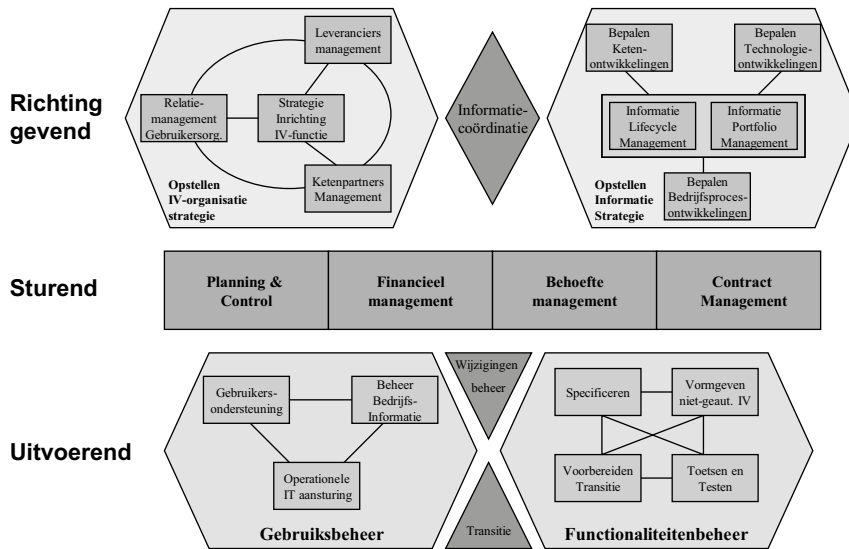 Richting
gevend
Leveranciers
management
Relatie-
management
Gebruikersorg.
Strategie
Inrichting
IV-functie
Ketenpartners
Management
Opstellen
IV-organisatie
strategie
Informatie-
coördinatie
Bepalen
Keten-
ontwikkelingen
Bepalen
Technologie-
ontwikkelingen
Informatie
Lifecycle
Management
Informatie
Portfolio
Management
Bepalen
Bedrijfsproces-
ontwikkelingen
Opstellen
Informatie
Strategie
Sturend
Planning &
Control
Financieel
management
Behoefte
management
Contract
Management
Uitvoerend
Gebruikers-
ondersteuning
Beheer
Bedrijfs-
Informatie
Operationele
IT aansturing
Gebruiksbeheer
Wijzigingen
beheer
Transitie
Specificeren
Vormgeven
niet-geaut. IV
Voorbereiden
Transitie
Toetsen en
Testen
Functionaliteitenbeheer